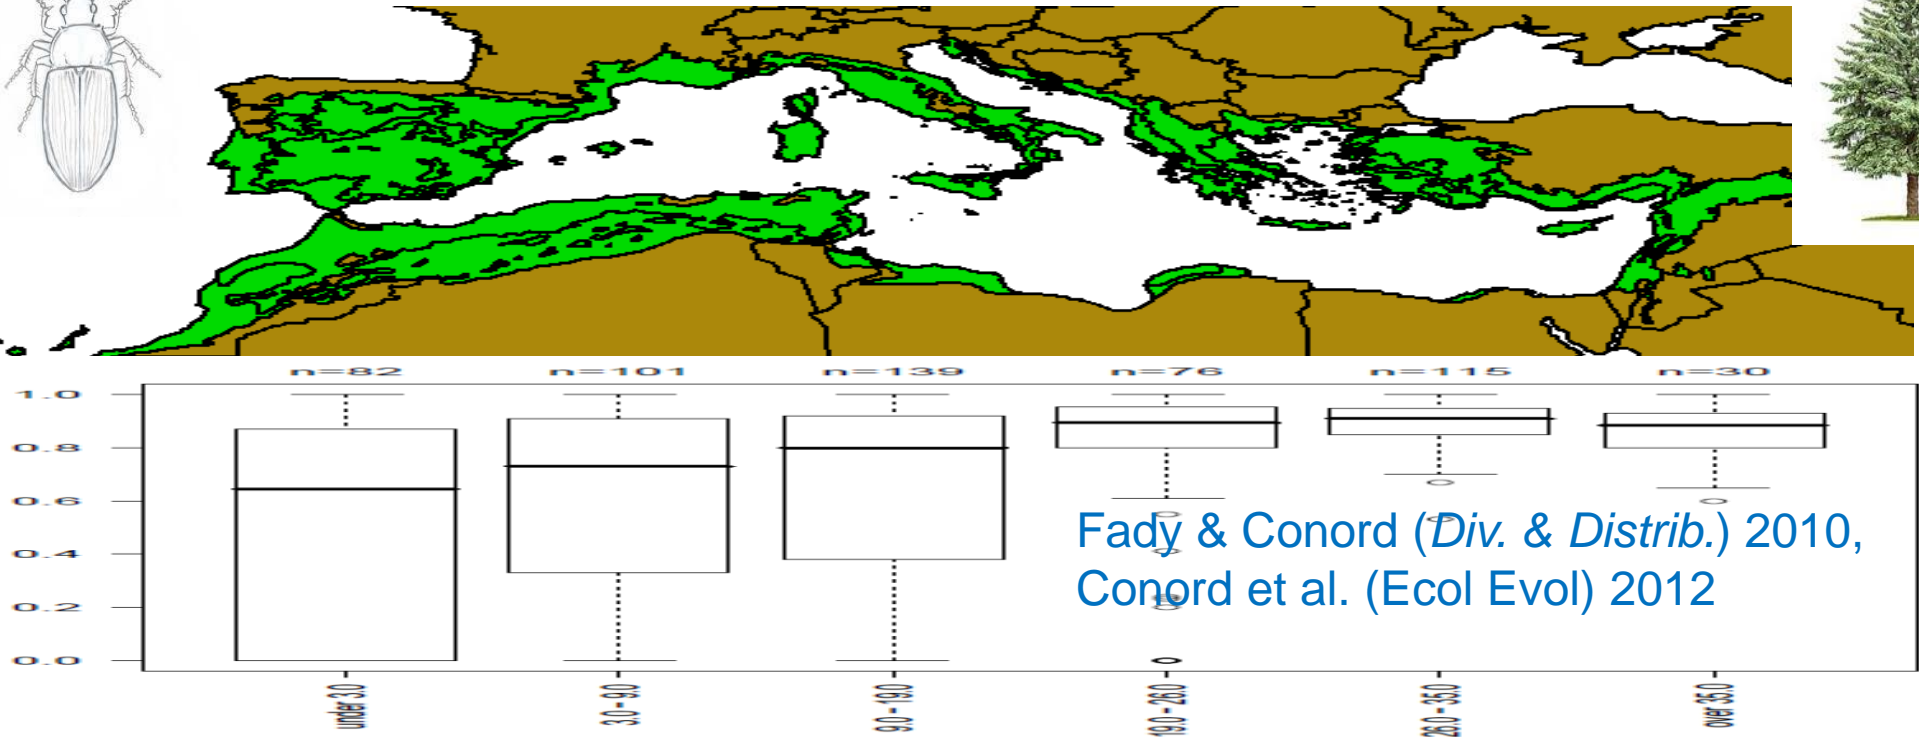 n=82 n=101 n=139 n=76 n=115 n=30
1.0
0.8
0.6
0.4
0.2
0.0
Fady & Conord (Div. & Distrib.) 2010,
Conord et al. (Ecol Evol) 2012
under 3.0
3.0 - 9.0
9.0 - 19.0
19.0 - 26.0
26.0 - 35.0
over 35.0